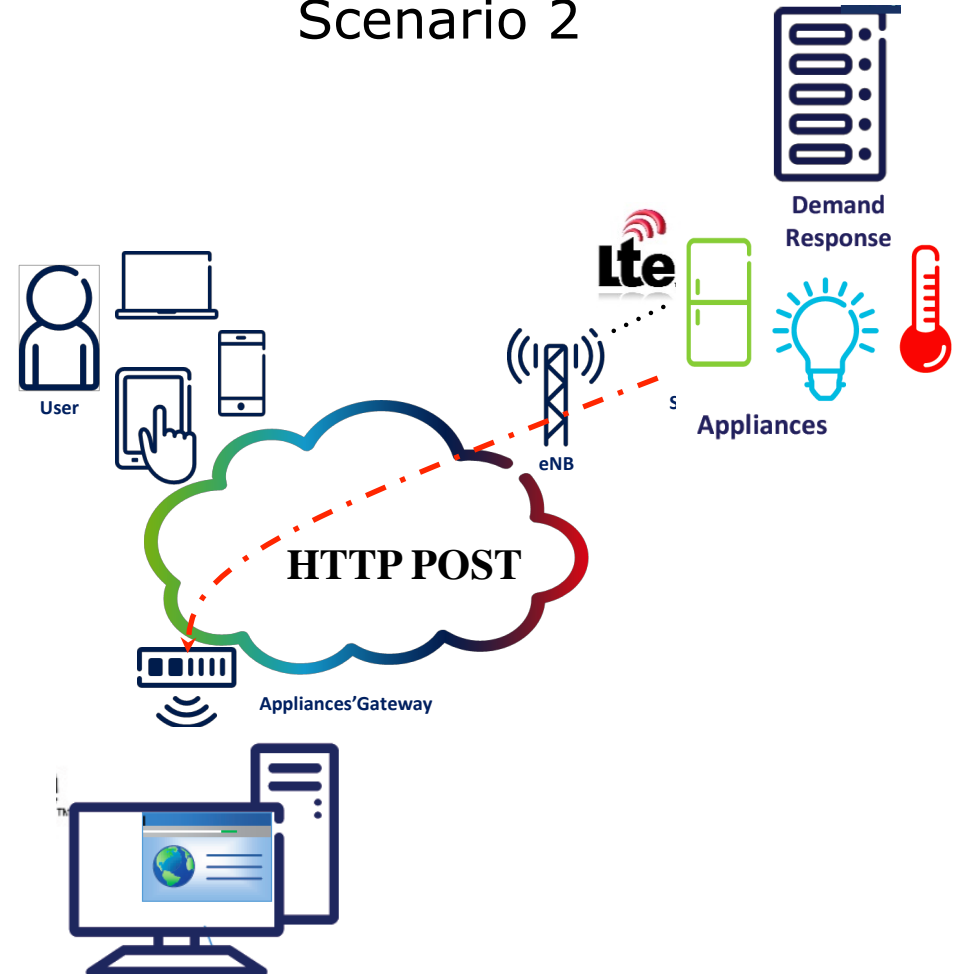 Scenario 2
Demand
Response
Lte
User
S
Appliances
eNB
HTTP POST
Appliances’Gateway